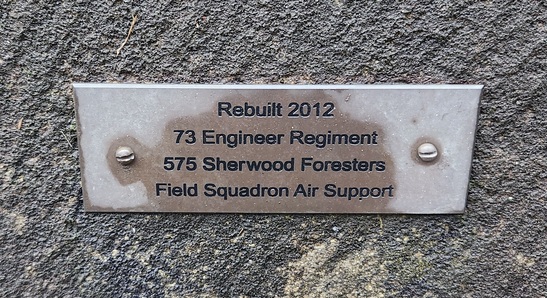 Rebuilt 2012
73 Engineer Regiment
575 Sherwood Foresters
Field Squadron Air Support